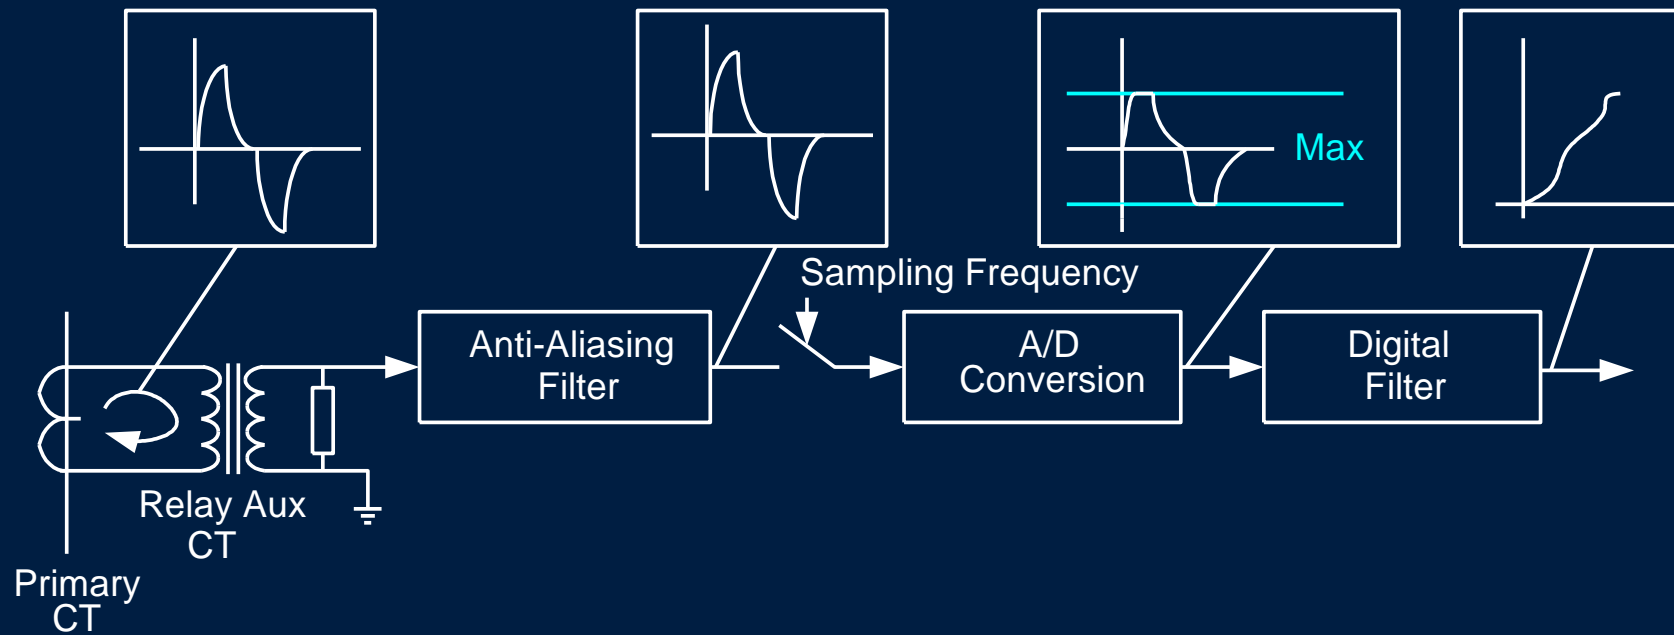 Max
Sampling Frequency
Anti-Aliasing
Filter
A/D
Conversion
Digital
Filter
Relay Aux
CT
Primary
CT